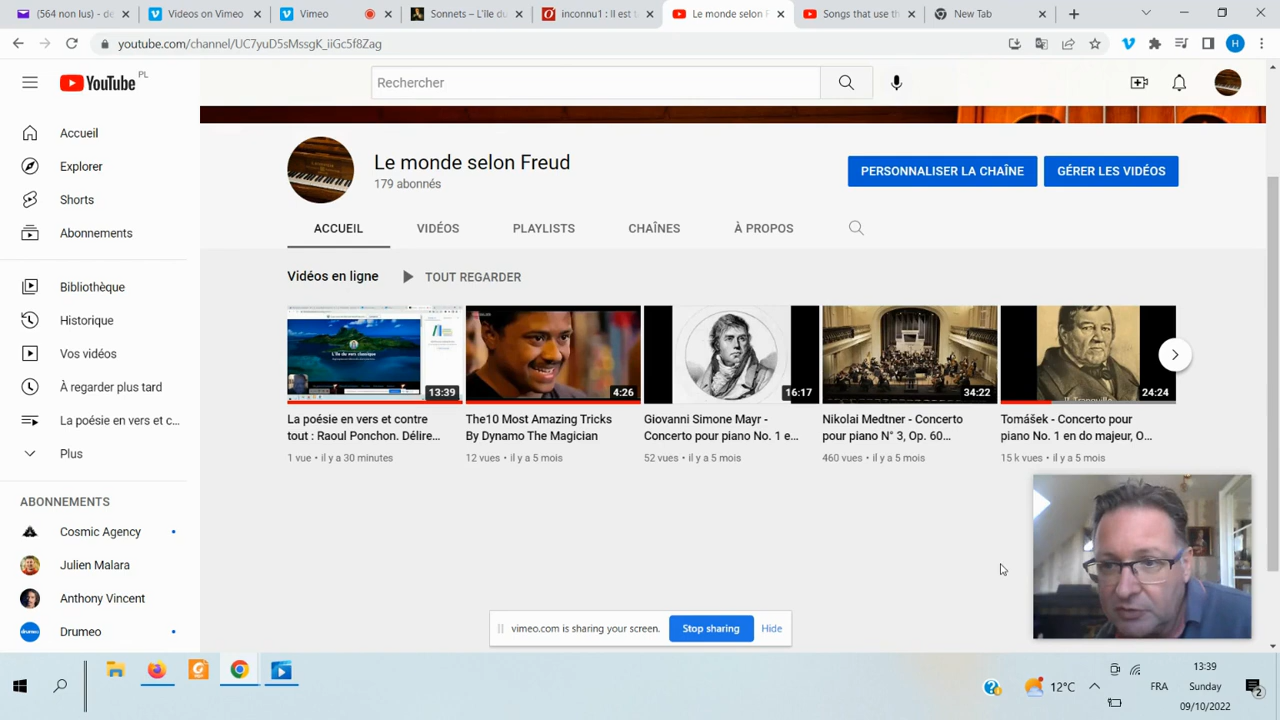 (564 non lus) - de
Videos on Vimeo
Vimeo
Sonnets – L'île du
inconnu1 : Il est t
Le monde selon F
Songs that use th
New Tab
youtube.com/channel/UC7yuD5sMssgK_iiGc5f8Zag
H
YouTube PL
Rechercher
Accueil
Explorer
Shorts
Abonnements
Bibliothèque
Historique
Vos vidéos
À regarder plus tard
La poésie en vers et c...
Plus
ABONNEMENTS
Cosmic Agency
Julien Malara
Anthony Vincent
Drumeo
Le monde selon Freud
179 abonnés
PERSONNALISER LA CHAÎNE
GÉRER LES VIDÉOS
ACCUEIL
VIDÉOS
PLAYLISTS
CHAÎNES
À PROPOS
Vidéos en ligne
TOUT REGARDER
13:39
4:26
16:17
34:22
24:24
La poésie en vers et contre
tout : Raoul Ponchon. Délire...
1 vue • il y a 30 minutes
The10 Most Amazing Tricks
By Dynamo The Magician
12 vues • il y a 5 mois
Giovanni Simone Mayr -
Concerto pour piano No. 1 e...
52 vues • il y a 5 mois
Nikolai Medtner - Concerto
pour piano N° 3, Op. 60...
460 vues • il y a 5 mois
Tomášek - Concerto pour
piano No. 1 en do majeur, O...
15 k vues • il y a 5 mois
vimeo.com is sharing your screen.
Stop sharing
Hide
12°C
FRA
13:39
Sunday
09/10/2022
2